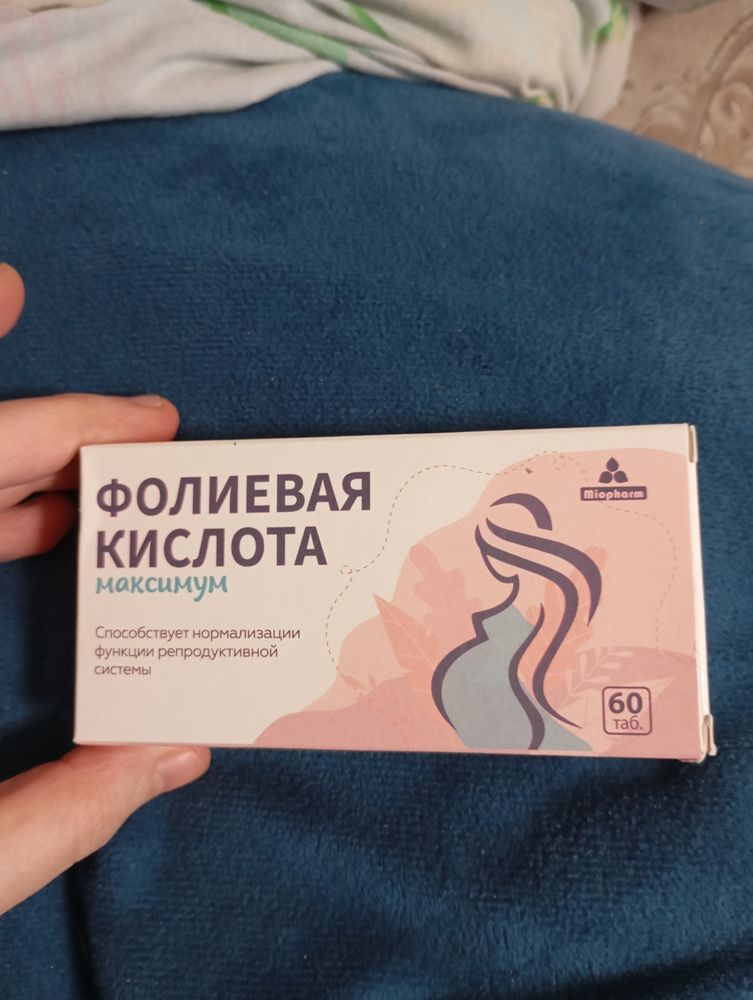 ФОЛИЕВАЯ
КИСЛОТА
максимум
Способствует нормализации
функции репродуктивной
системы
Miopharm
60
таб.